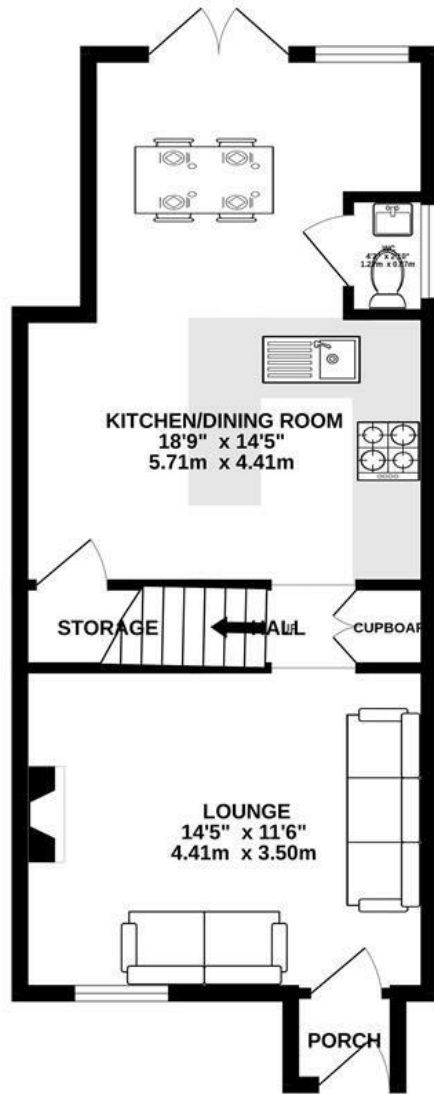 WC
KITCHEN/DINING ROOM
18'9" x 14'5"
5.71m x 4.41m
STORAGE
HALL
CUPBOAR
LOUNGE
14'5" x 11'6"
4.41m x 3.50m
PORCH